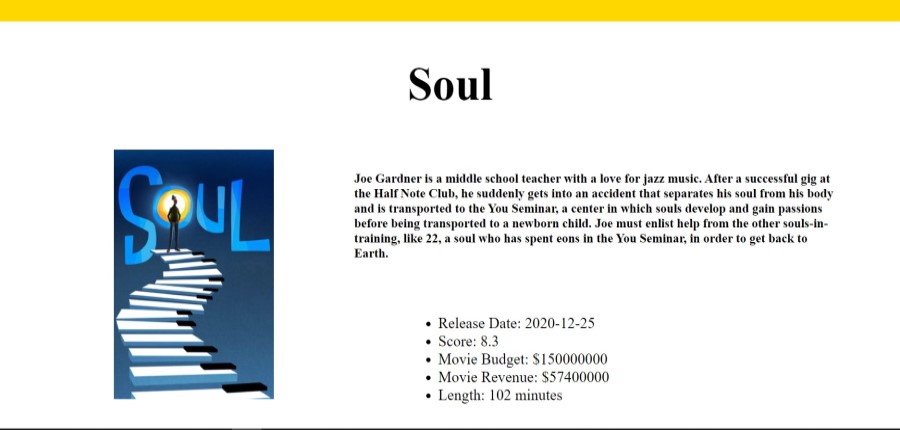 Soul
SOUL
Joe Gardner is a middle school teacher with a love for jazz music. After a successful gig at
the Half Note Club, he suddenly gets into an accident that separates his soul from his body
and is transported to the You Seminar, a center in which souls develop and gain passions
before being transported to a newborn child. Joe must enlist help from the other souls-in-
training, like 22, a soul who has spent eons in the You Seminar, in order to get back to
Earth.
• Release Date: 2020-12-25
• Score: 8.3
• Movie Budget: $150000000
• Movie Revenue: $57400000
• Length: 102 minutes